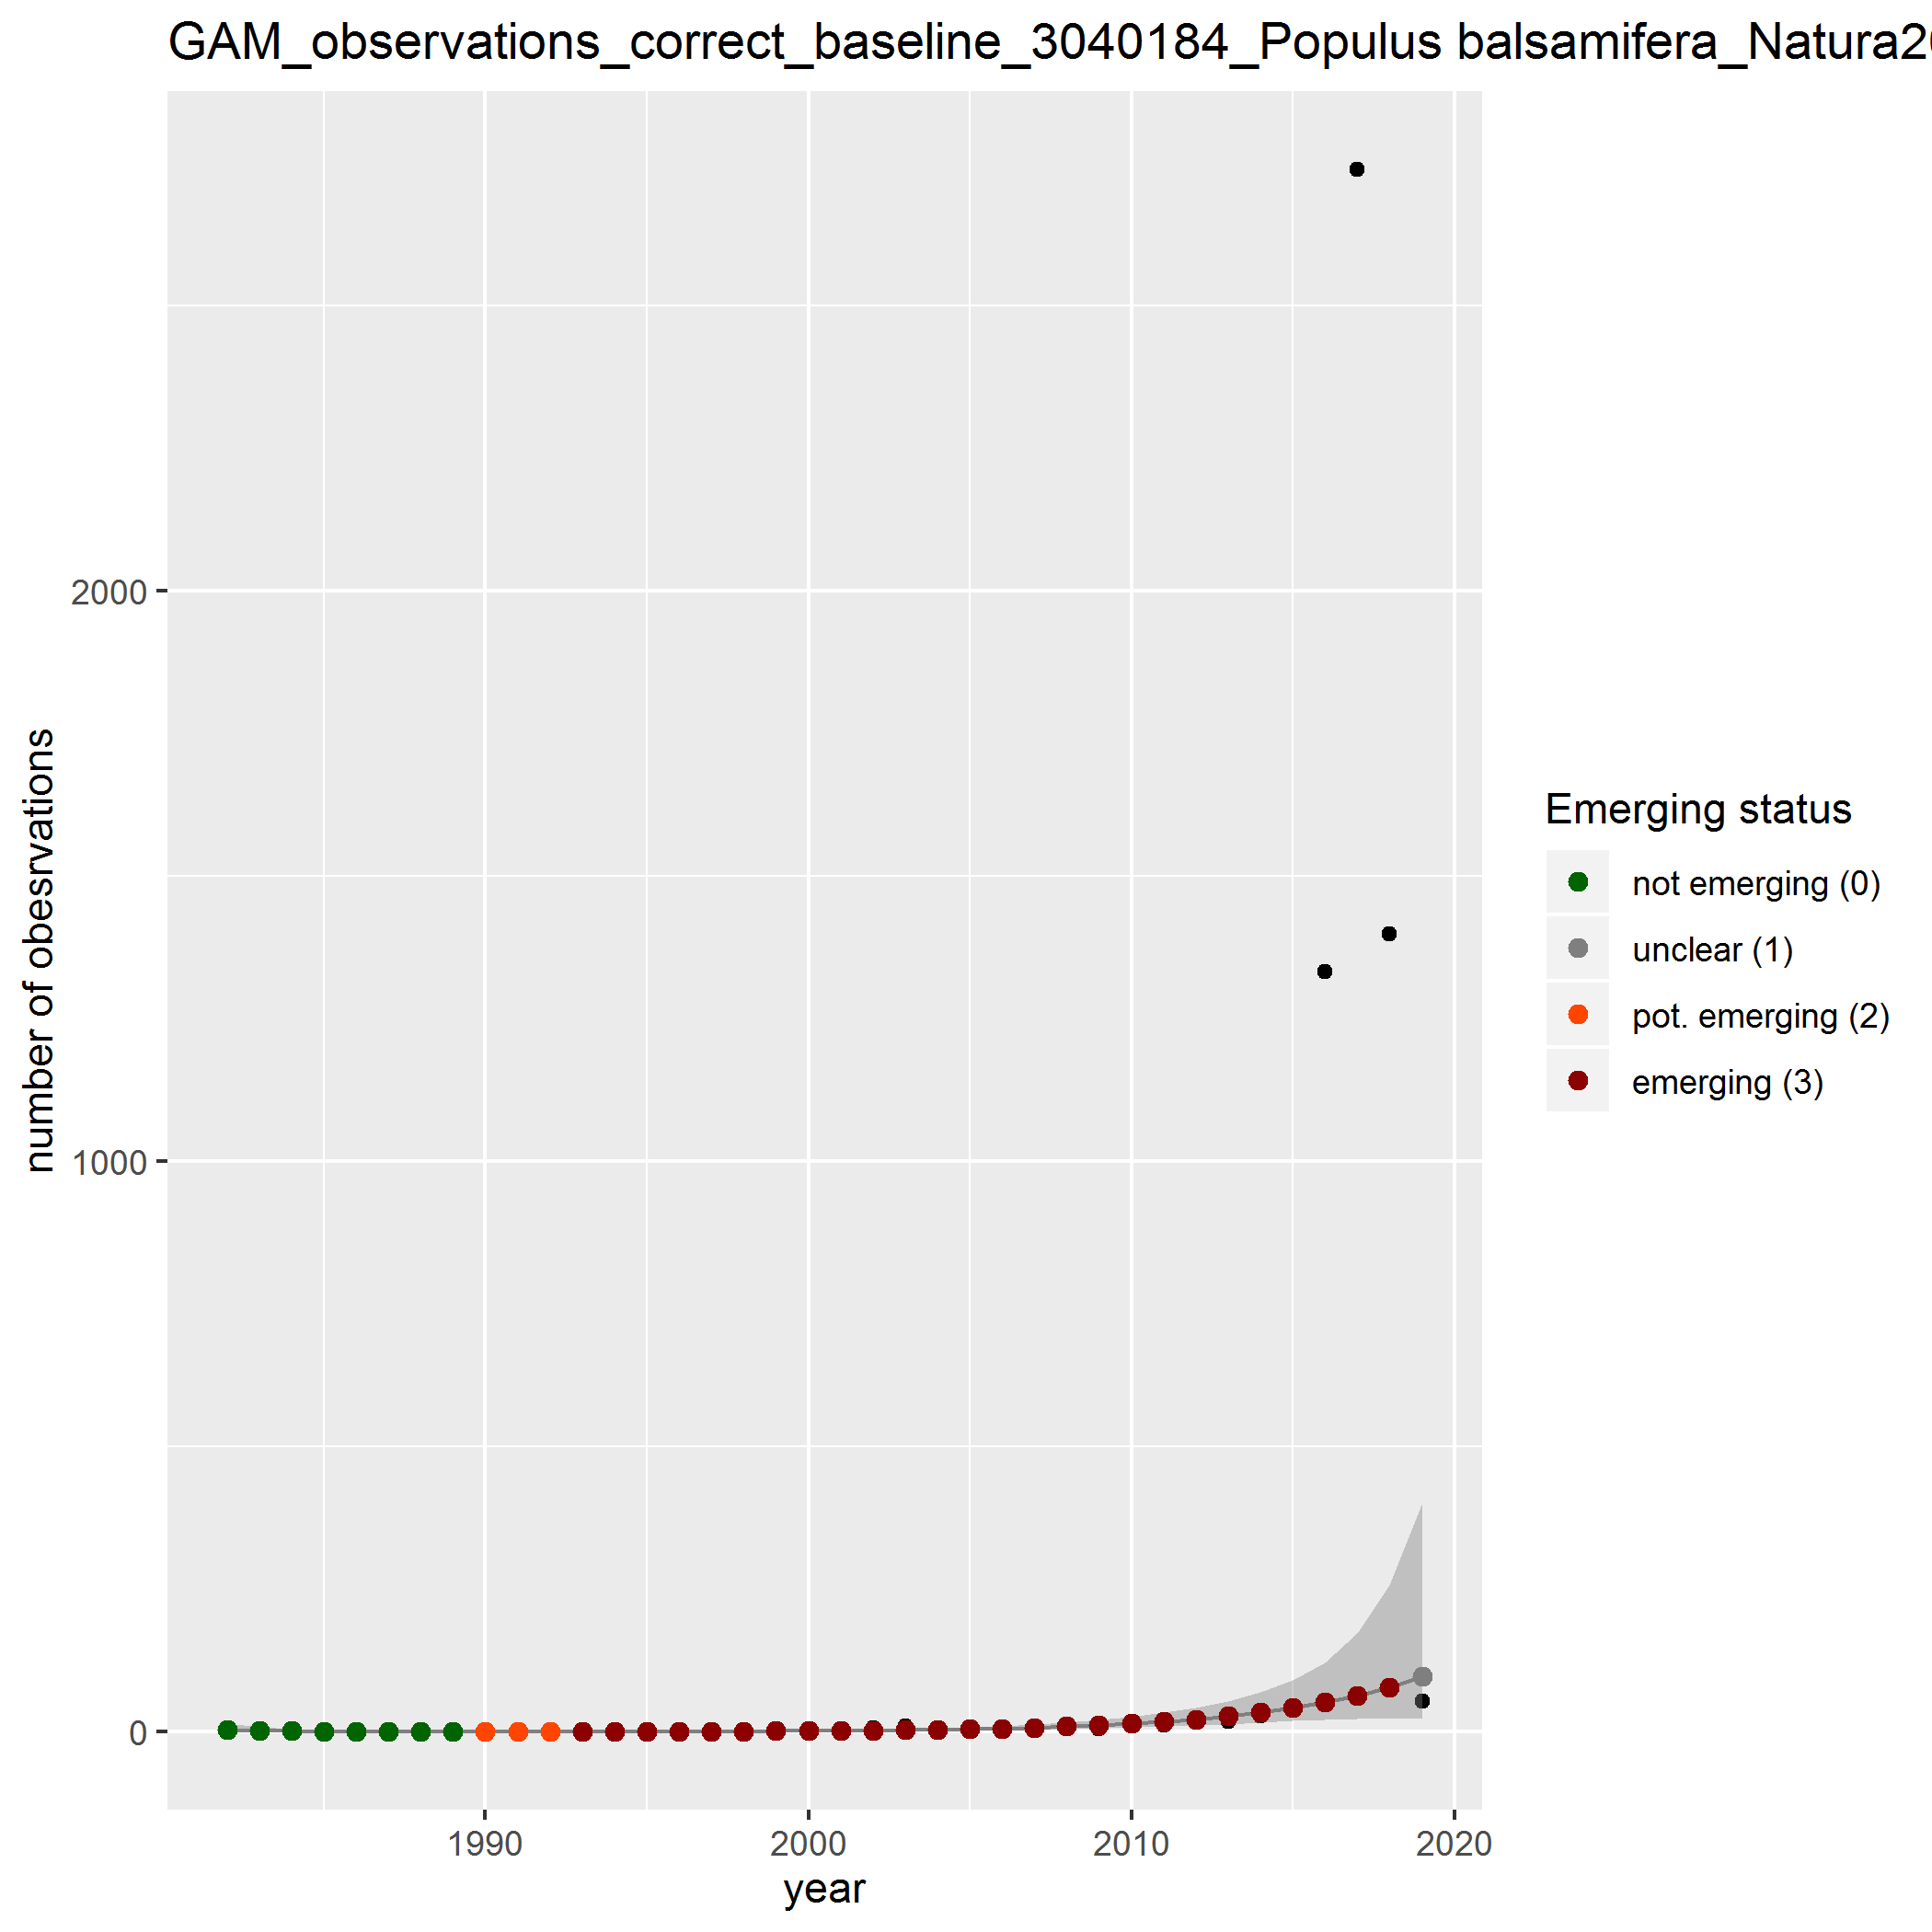 GAM_observations_correct_baseline_3040184_Populus balsamifera_Natura20
number of obesrvations
2000
1000
0
1990
2000
2010
2020
year
Emerging status
not emerging (0)
unclear (1)
pot. emerging (2)
emerging (3)